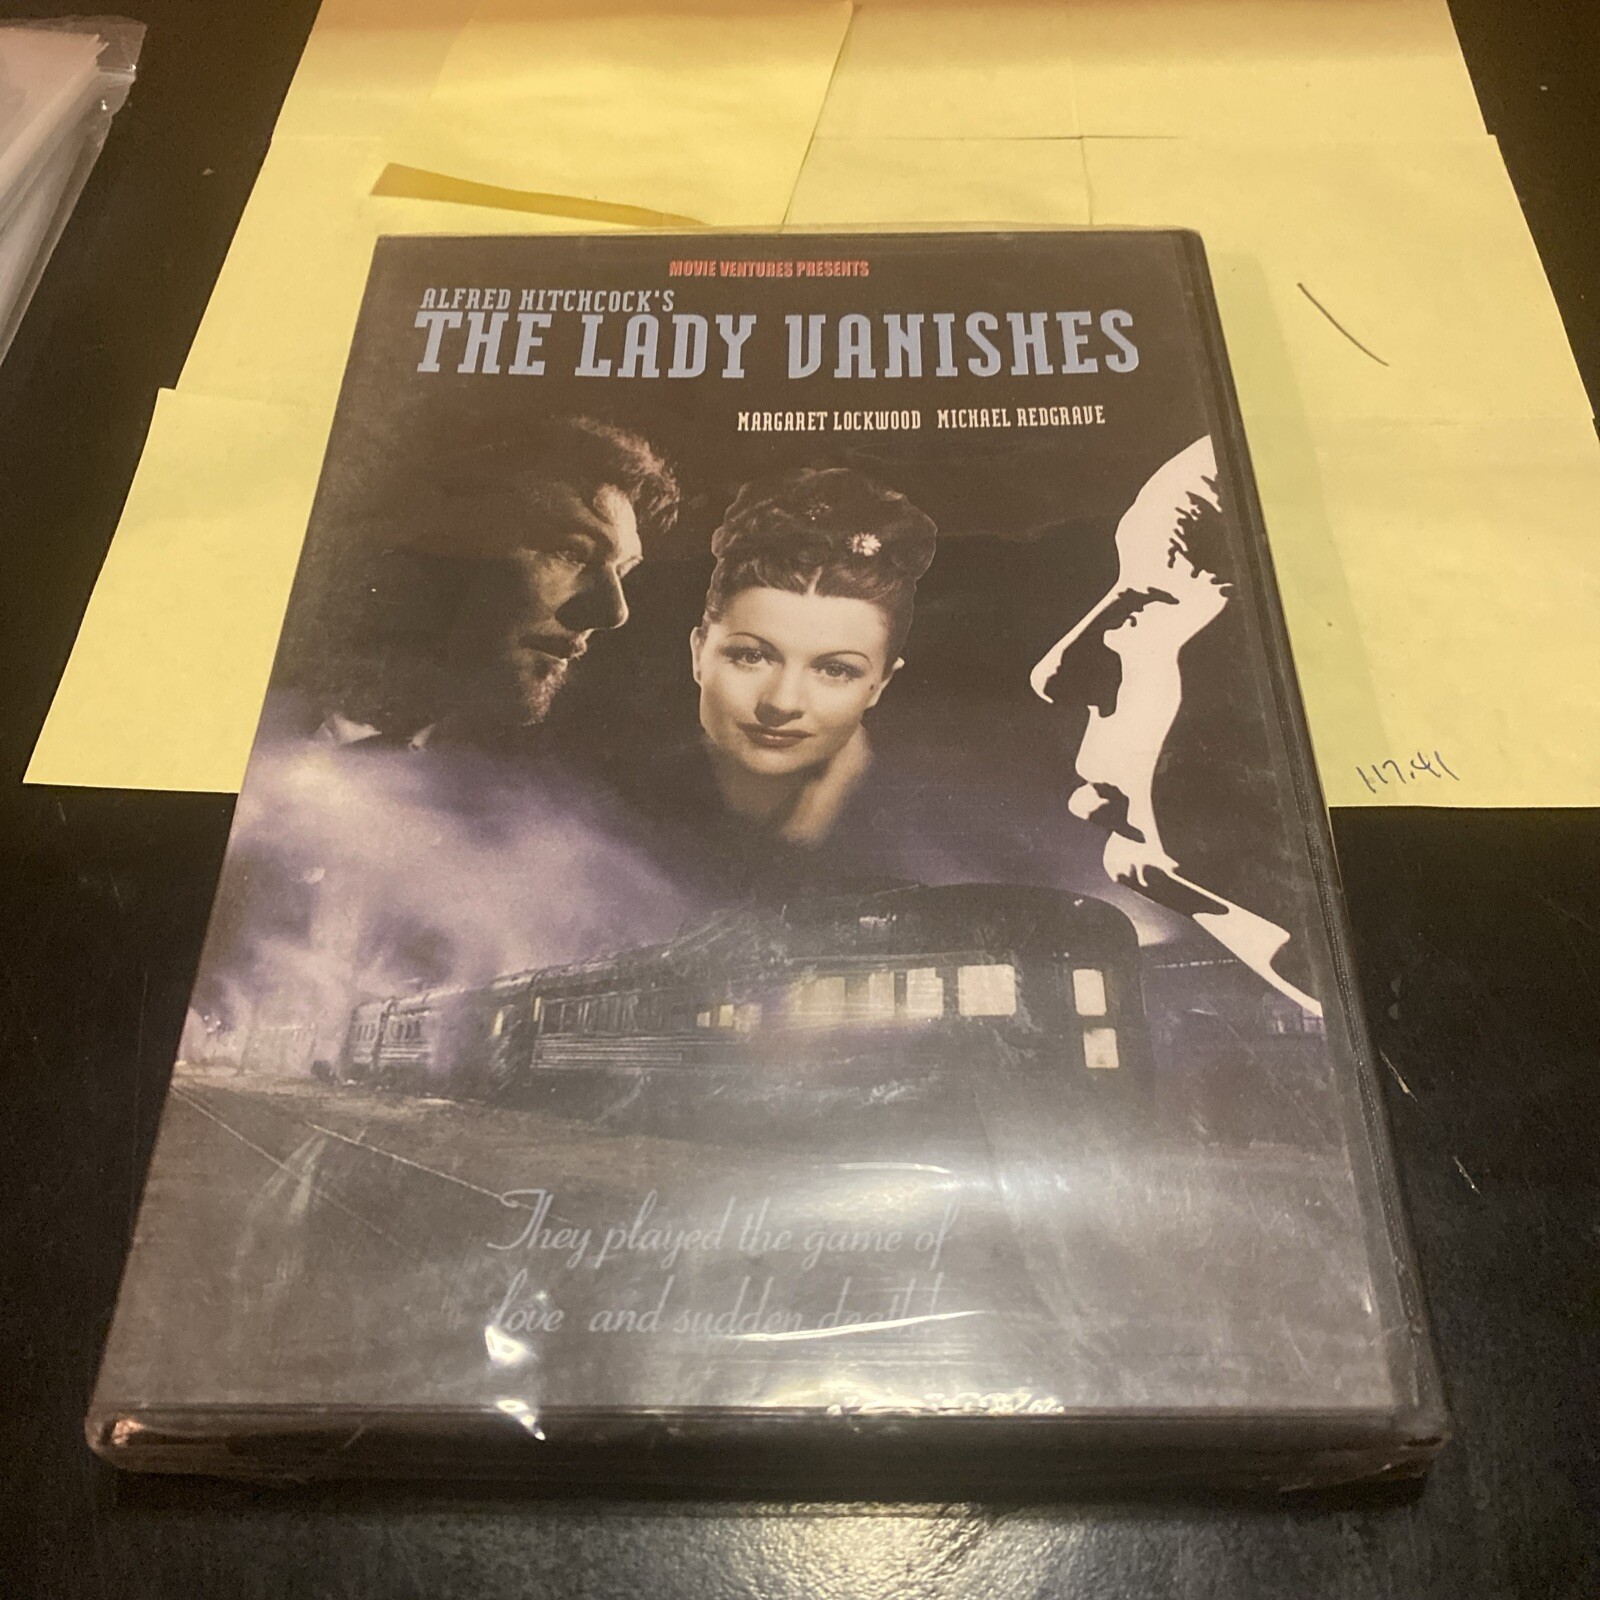 MOVIE VENTURES PRESENTS
ALFRED HITCHCOCK'S
THE LADY VANISHES
MARGARET LOCKWOOD MICHAEL REDGRAVE
They played the game of
love and sudden death!
117.41